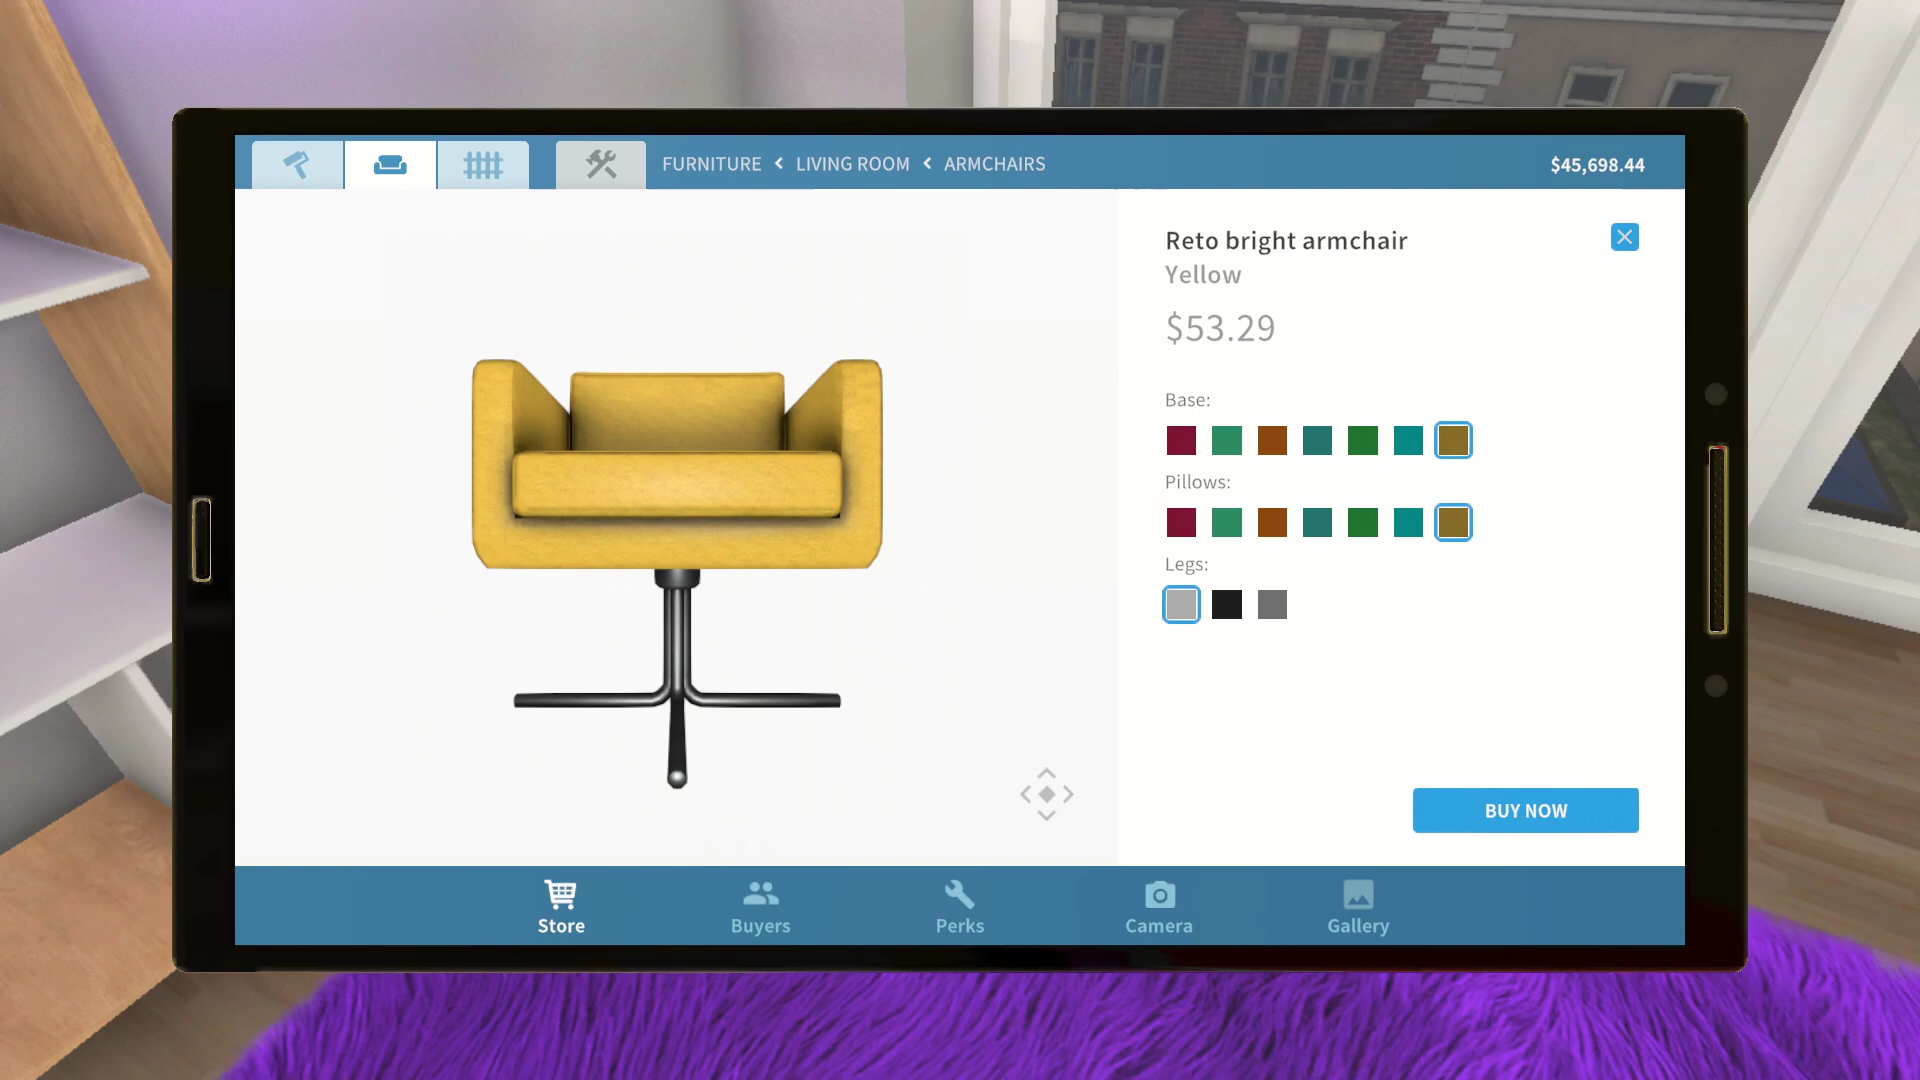 FURNITURE < LIVING ROOM < ARMCHAIRS
$45,698.44
Reto bright armchair
Yellow
$53.29
Base:
Pillows:
Legs:
BUY NOW
Store
Buyers
Perks
Camera
Gallery